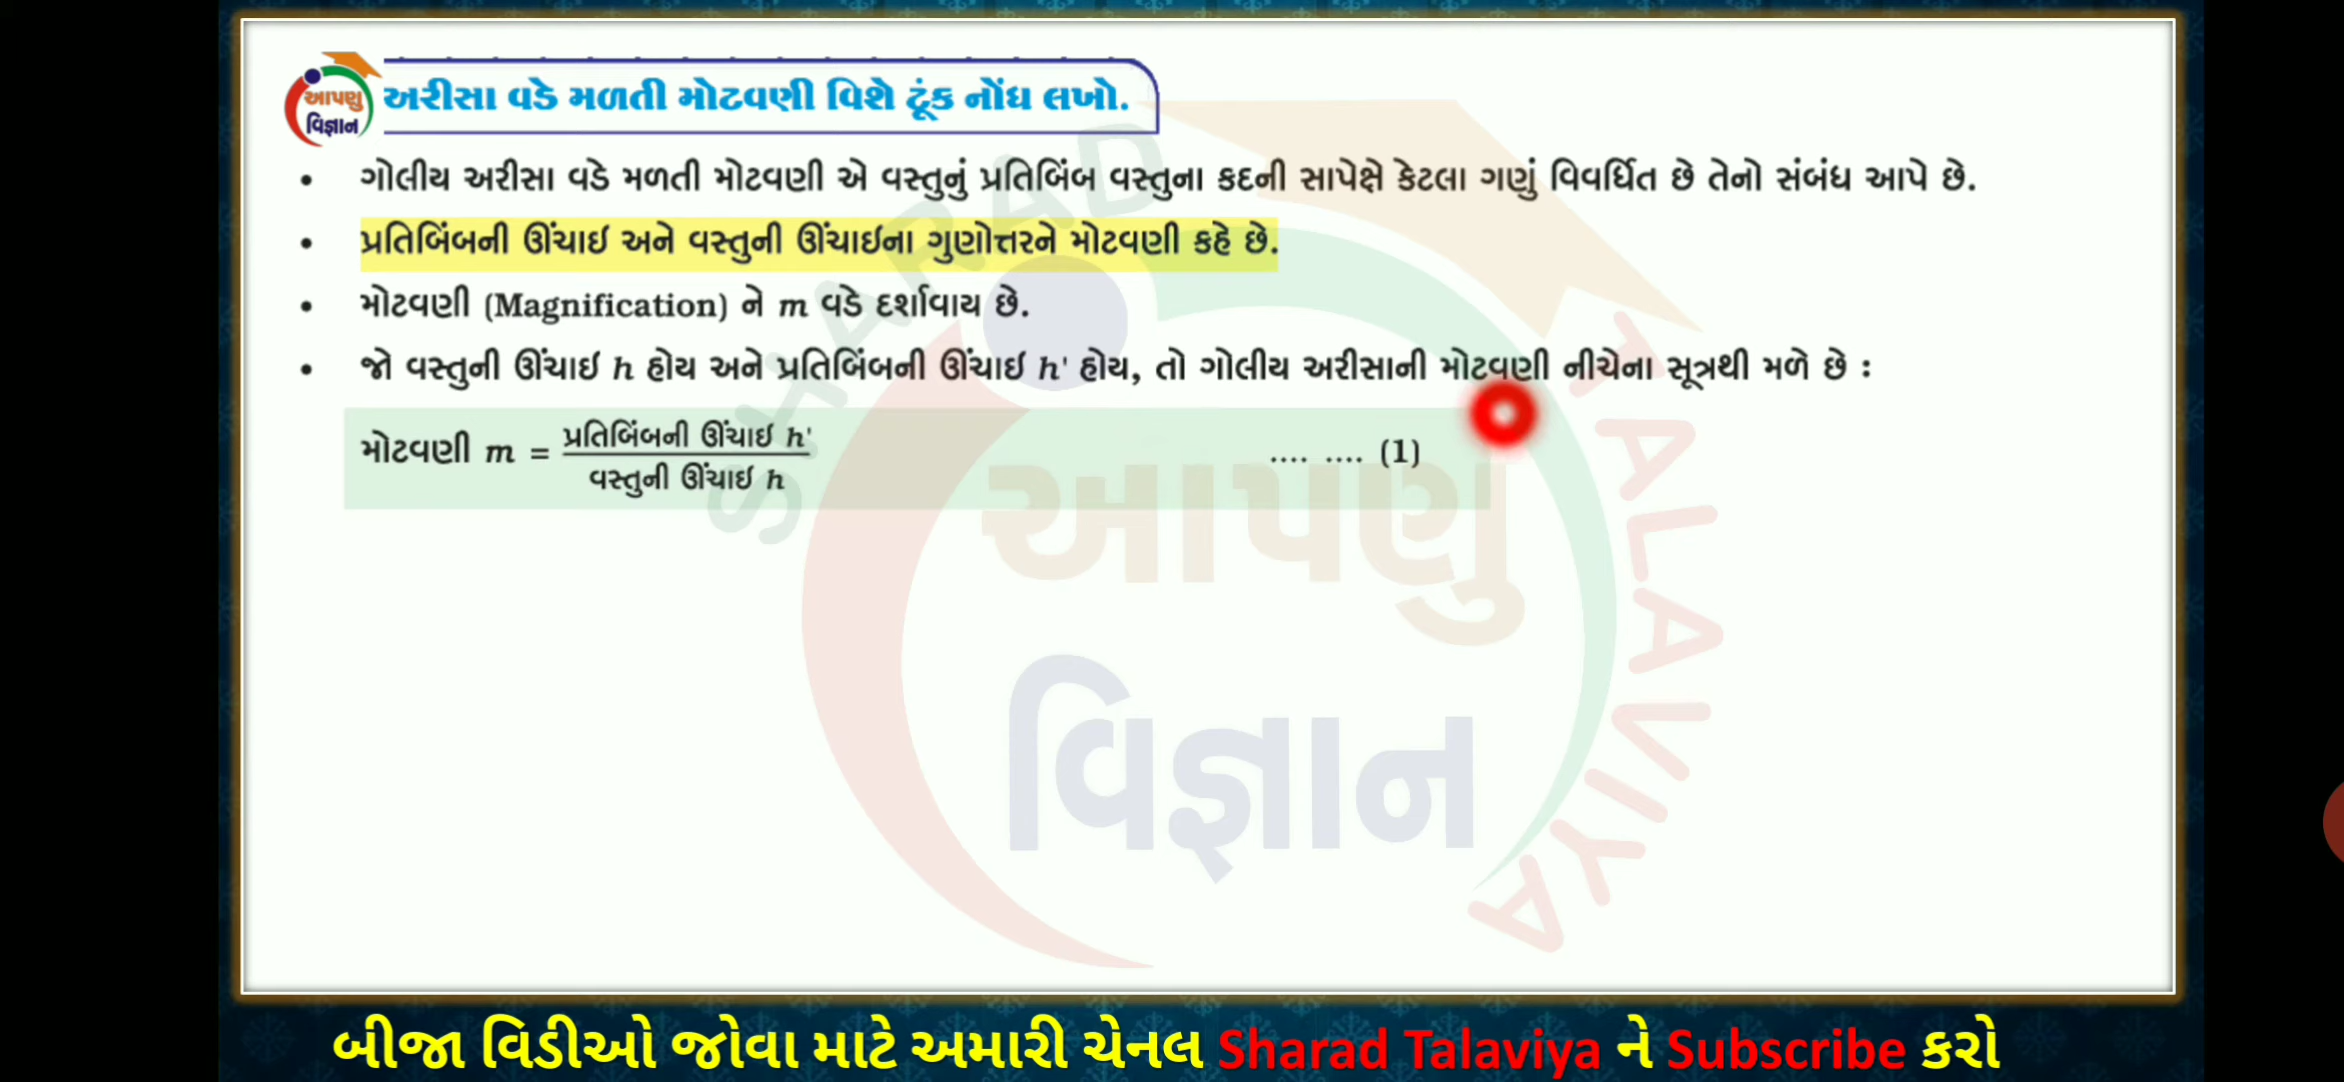 આપણુ વિજ્ઞાન
અરીસા વડે મળતી મોટવણી વિશે ટૂંક નોંધ લખો.
• ગોલીય અરીસા વડે મળતી મોટવણી એ વસ્તુનું પ્રતિબિંબ વસ્તુના કદની સાપેક્ષે કેટલા ગણું વિવર્ધિત છે તેનો સંબંધ આપે છે.
• પ્રતિબિંબની ઊંચાઈ અને વસ્તુની ઊંચાઈના ગુણોત્તરને મોટવણી કહે છે.
• મોટવણી (Magnification) ને m વડે દર્શાવાય છે.
• જો વસ્તુની ઊંચાઈ h હોય અને પ્રતિબિંબની ઊંચાઈ h' હોય, તો ગોલીય અરીસાની મોટવણી નીચેના સૂત્રથી મળે છે :
મોટવણી m = પ્રતિબિંબની ઊંચાઈ h' / વસ્તુની ઊંચાઈ h .... .... (1)
SHARAD TALAVIYA
આપણુ
વિજ્ઞાન
બીજા વિડીઓ જોવા માટે અમારી ચેનલ Sharad Talaviya ને Subscribe કરો